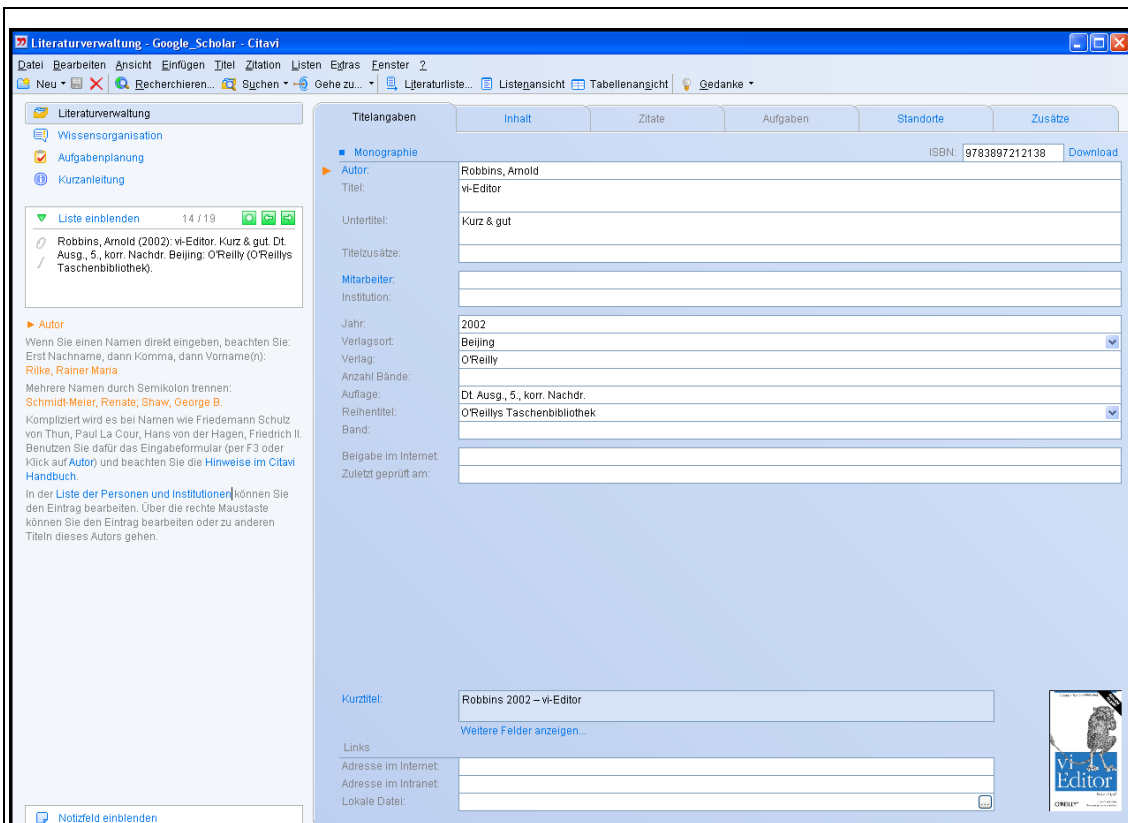 Literaturverwaltung - Google_Scholar - Citavi
Datei Bearbeiten Ansicht Einfügen Titel Zitation Listen Extras Fenster ?
Neu Recherchieren... Suchen Gehe zu... Literaturliste... Listenansicht Tabellenansicht Gedanke
Literaturverwaltung
Wissensorganisation
Aufgabenplanung
Kurzanleitung
Liste einblenden 14 / 19
Robbins, Arnold (2002): vi-Editor. Kurz & gut. Dt.
Ausg., 5., korr. Nachdr. Beijing: O'Reilly (O'Reillys
Taschenbibliothek).
Autor
Wenn Sie einen Namen direkt eingeben, beachten Sie:
Erst Nachname, dann Komma, dann Vorname(n):
Rilke, Rainer Maria
Mehrere Namen durch Semikolon trennen:
Schmidt-Meier, Renate; Shaw, George B.
Kompliziert wird es bei Namen wie Friedemann Schulz
von Thun, Paul La Cour, Hans von der Hagen, Friedrich II.
Benutzen Sie dafür das Eingabeformular (per F3 oder
Klick auf Autor) und beachten Sie die Hinweise im Citavi
Handbuch.
In der Liste der Personen und Institutionen können Sie
den Eintrag bearbeiten. Über die rechte Maustaste
können Sie den Eintrag bearbeiten oder zu anderen
Titeln dieses Autors gehen.
Notizfeld einblenden
Titelangaben Inhalt Zitate Aufgaben Standorte Zusätze
Monographie ISBN: 9783897212138 Download
Autor: Robbins, Arnold
Titel: vi-Editor
Untertitel: Kurz & gut
Titelzusätze:
Mitarbeiter:
Institution:
Jahr: 2002
Verlagsort: Beijing
Verlag: O'Reilly
Anzahl Bände:
Auflage: Dt. Ausg., 5., korr. Nachdr.
Reihentitel: O'Reillys Taschenbibliothek
Band:
Beigabe im Internet:
Zuletzt geprüft am:
Kurztitel: Robbins 2002 – vi-Editor
Weitere Felder anzeigen...
Links
Adresse im Internet:
Adresse im Intranet:
Lokale Datei:
vi-
Editor
O'REILLY